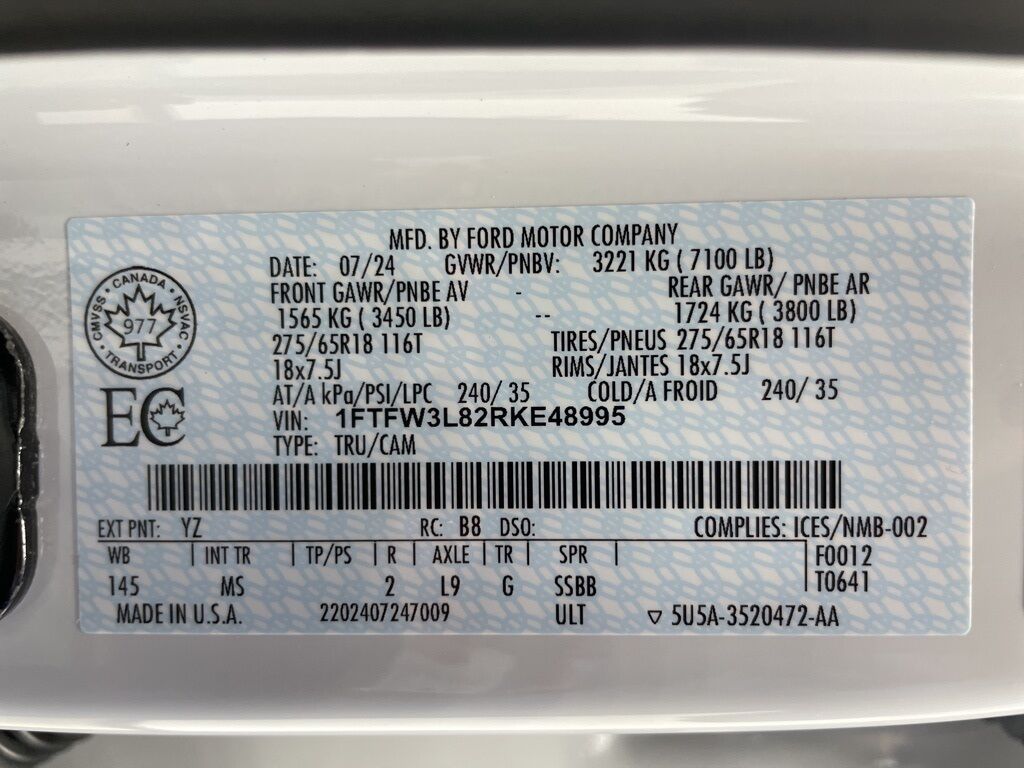 MFD. BY FORD MOTOR COMPANY
DATE: 07/24 GVWR/PNBV: 3221 KG ( 7100 LB)
FRONT GAWR/PNBE AV - REAR GAWR/ PNBE AR
1565 KG ( 3450 LB) -- 1724 KG ( 3800 LB)
275/65R18 116T TIRES/PNEUS 275/65R18 116T
18x7.5J RIMS/JANTES 18x7.5J
AT/A kPa/PSI/LPC 240/ 35 COLD/A FROID 240/ 35
VIN: 1FTFW3L82RKE48995
TYPE: TRU/CAM
CMVSS • CANADA • NSVAC • TRANSPORT •
977
EC
EXT PNT: YZ RC: B8 DSO: COMPLIES: ICES/NMB-002
WB | INT TR | TP/PS | R | AXLE | TR | SPR | F0012
145 MS 2 L9 G SSBB T0641
MADE IN U.S.A. 2202407247009 ULT ▽ 5U5A-3520472-AA